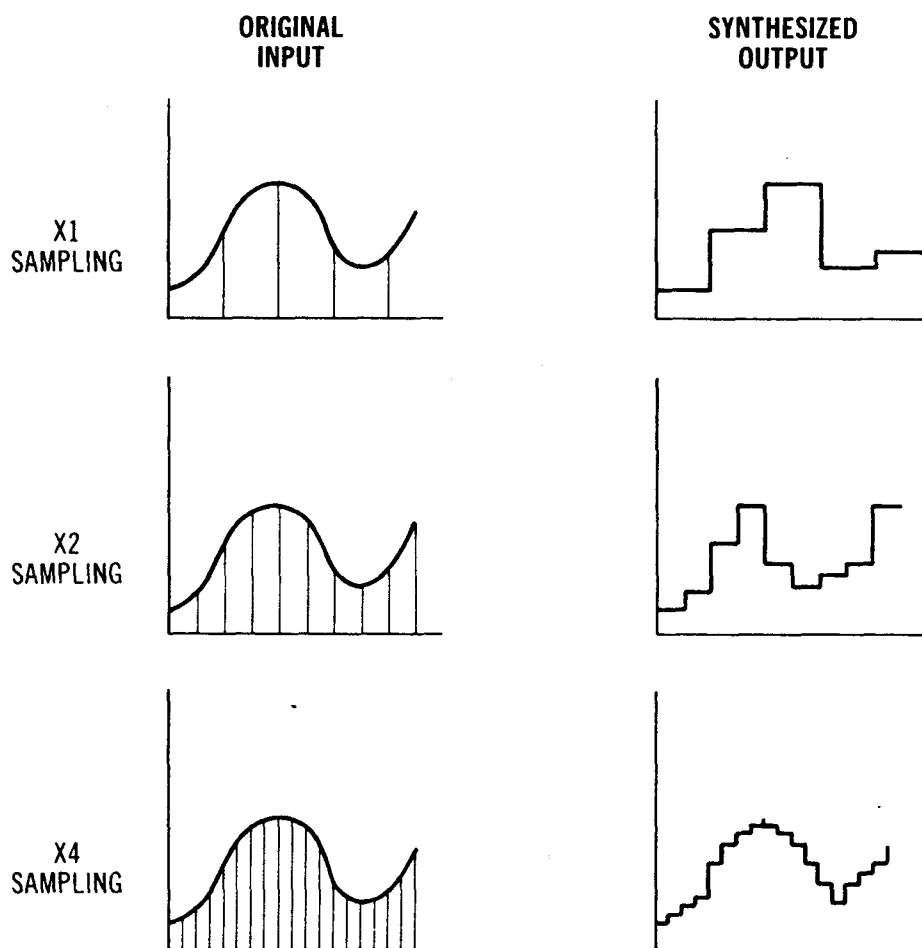 ORIGINAL
INPUT
SYNTHESIZED
OUTPUT
X1
SAMPLING
X2
SAMPLING
X4
SAMPLING